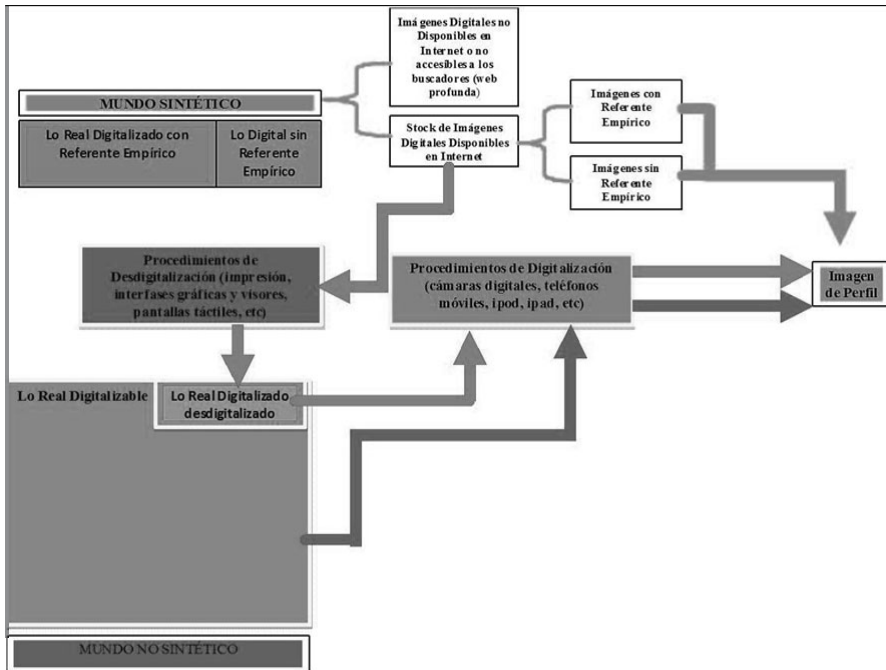 Imágenes Digitales no
Disponibles en
Internet o no
accesibles a los
buscadores (web
profunda)
MUNDO SINTÉTICO
Lo Real Digitalizado con
Referente Empírico
Lo Digital sin
Referente
Empírico
Stock de Imágenes
Digitales Disponibles
en Internet
Imágenes con
Referente
Empírico
Imágenes sin
Referente
Empírico
Procedimientos de
Desdigitalización (impresión,
interfases gráficas y visores,
pantallas táctiles, etc)
Procedimientos de Digitalización
(cámaras digitales, teléfonos
móviles, ipod, ipad, etc)
Imagen
de Perfil
Lo Real Digitalizable
Lo Real Digitalizado
desdigitalizado
MUNDO NO SINTÉTICO